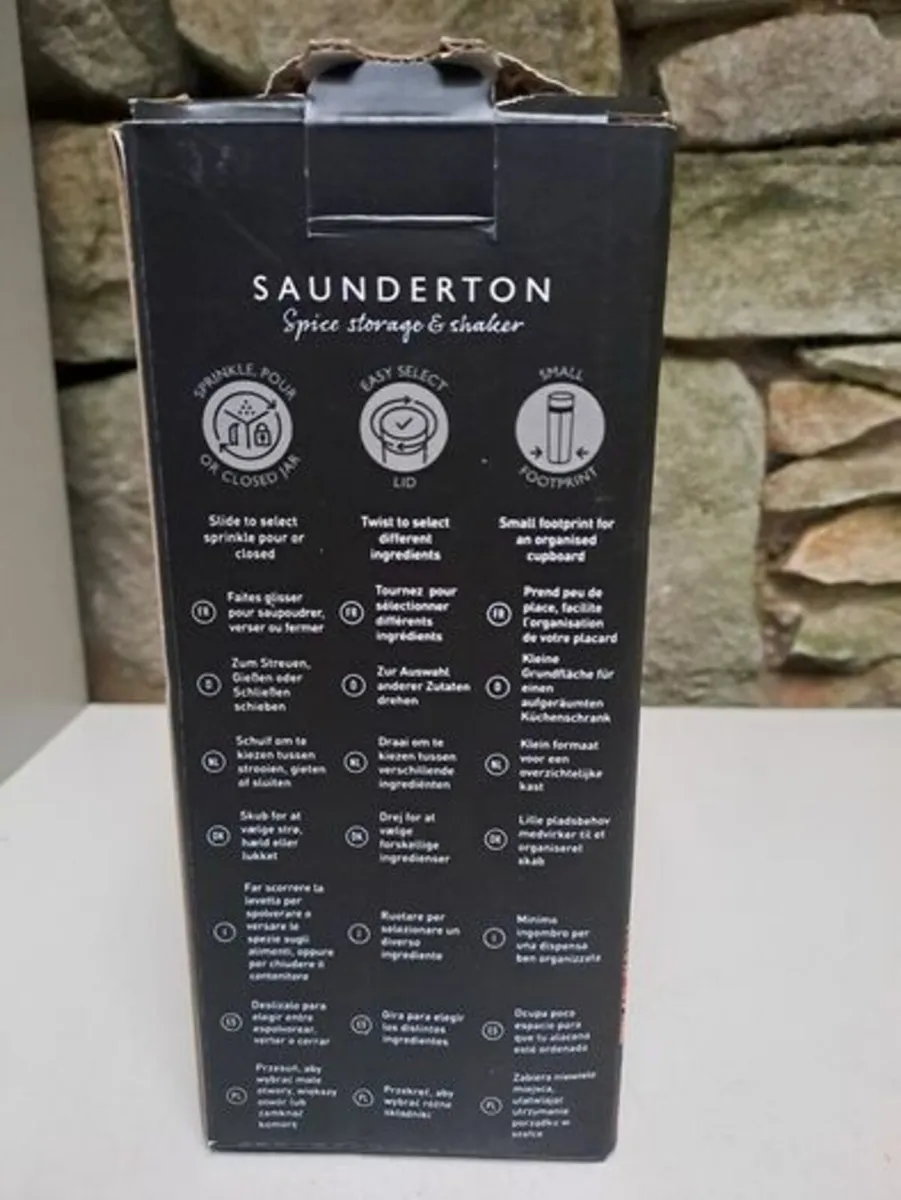 SAUNDERTON
Spice storage & shaker
SPRINKLE, POUR
OR CLOSED JAR
EASY SELECT
LID
SMALL
FOOTPRINT
Slide to select
sprinkle pour or
closed
Twist to select
different
ingredients
Small footprint for
an organised
cupboard
FR
Faites glisser
pour saupoudrer,
verser ou fermer
FR
Tournez pour
sélectionner
différents
ingrédients
FR
Prend peu de
place, facilite
l'organisation
de votre placard
D
Zum Streuen,
Gießen oder
Schließen
schieben
D
Zur Auswahl
anderer Zutaten
drehen
D
Kleine
Grundfläche für
einen
aufgeräumten
Küchenschrank
NL
Schuif om te
kiezen tussen
strooien, gieten
of sluiten
NL
Draai om te
kiezen tussen
verschillende
ingrediënten
NL
Klein formaat
voor een
overzichtelijke
kast
DK
Skub for at
vælge strø,
hæld eller
lukket
DK
Drej for at
vælge
forskellige
ingredienser
DK
Lille pladsbehov
medvirker til et
organiseret
skab
I
Far scorrere la
levetta per
spolverare o
versare le
spezie sugli
alimenti, oppure
per chiudere il
contenitore
I
Ruotare per
selezionare un
diverso
ingrediente
I
Minimo
ingombro per
una dispensa
ben organizzata
ES
Deslízalo para
elegir entre
espolvorear,
verter o cerrar
ES
Gira para elegir
los distintos
ingredientes
ES
Ocupa poco
espacio para
que tu alacena
esté ordenada
PL
Przesuń, aby
wybrać małe
otwory, większy
otwór lub
zamknąć
komorę
PL
Przekręć, aby
wybrać różne
składniki
PL
Zabiera niewiele
miejsca,
ułatwiając
utrzymanie
porządku w
szafce